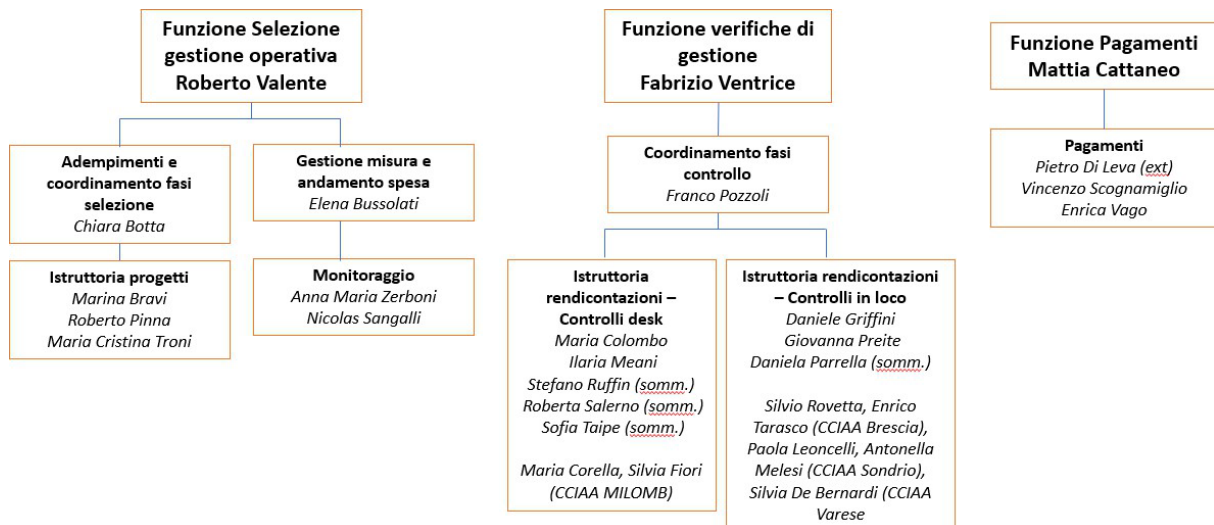 Funzione Selezione
gestione operativa
Roberto Valente
Adempimenti e
coordinamento fasi
selezione
Chiara Botta
Gestione misura e
andamento spesa
Elena Bussolati
Istruttoria progetti
Marina Bravi
Roberto Pinna
Maria Cristina Troni
Monitoraggio
Anna Maria Zerboni
Nicolas Sangalli
Funzione verifiche di
gestione
Fabrizio Ventrice
Coordinamento fasi
controllo
Franco Pozzoli
Istruttoria
rendicontazioni –
Controlli desk
Maria Colombo
Ilaria Meani
Stefano Ruffin (somm.)
Roberta Salerno (somm.)
Sofia Taipe (somm.)
Maria Corella, Silvia Fiori
(CCIAA MILOMB)
Istruttoria rendicontazioni
– Controlli in loco
Daniele Griffini
Giovanna Preite
Daniela Parrella (somm.)
Silvio Rovetta, Enrico
Tarasco (CCIAA Brescia),
Paola Leoncelli, Antonella
Melesi (CCIAA Sondrio),
Silvia De Bernardi (CCIAA
Varese
Funzione Pagamenti
Mattia Cattaneo
Pagamenti
Pietro Di Leva (ext)
Vincenzo Scognamiglio
Enrica Vago